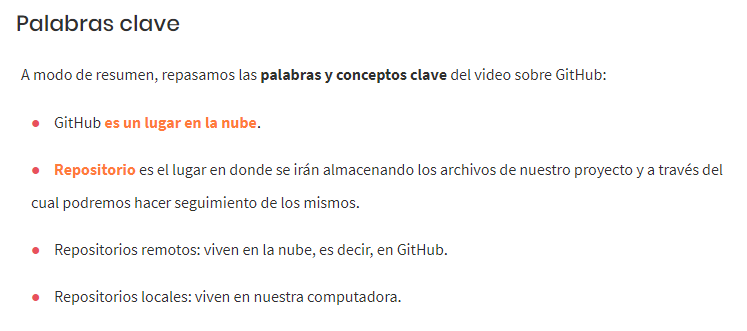 Palabras clave
A modo de resumen, repasamos las palabras y conceptos clave del video sobre GitHub:
● GitHub es un lugar en la nube.
● Repositorio es el lugar en donde se irán almacenando los archivos de nuestro proyecto y a través del
cual podremos hacer seguimiento de los mismos.
● Repositorios remotos: viven en la nube, es decir, en GitHub.
● Repositorios locales: viven en nuestra computadora.